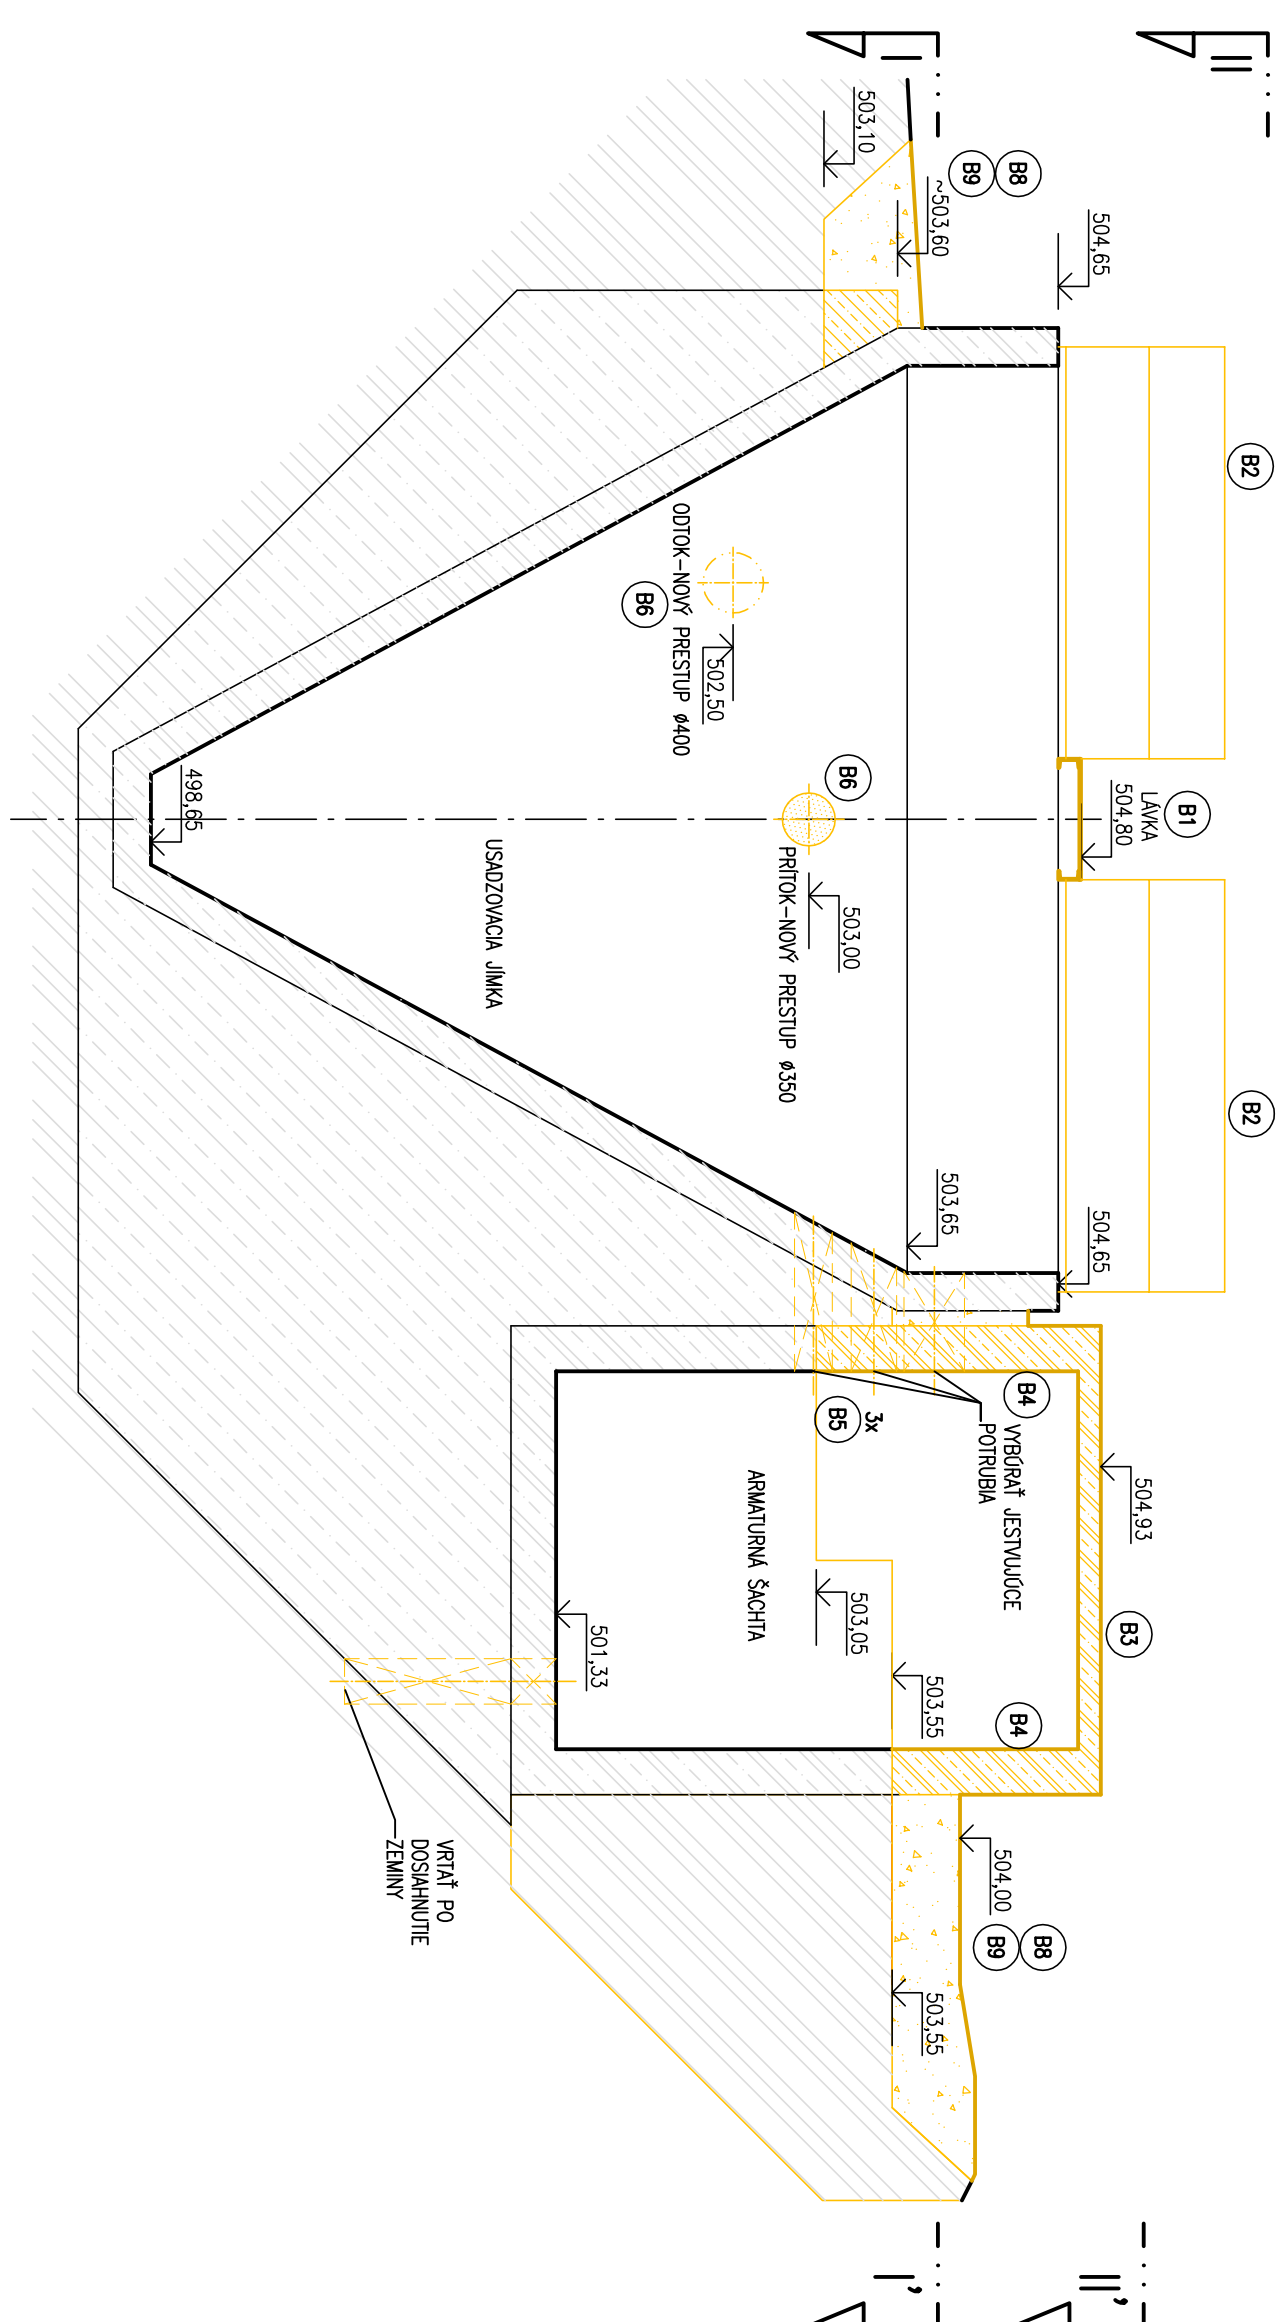 I
II
503,10
B8
B9
~503,60
504,65
B2
ODTOK-NOVÝ PRESTUP ø400
B6
502,50
B6
B1
LÁVKA
504,80
498,65
USADZOVACIA JÍMKA
PRÍTOK-NOVÝ PRESTUP ø350
503,00
B2
503,65
504,65
B4
3x
B5
VYBÚRAŤ JESTVUJÚCE
POTRUBIA
504,93
ARMATURNÁ ŠACHTA
503,05
B3
501,33
503,55
B4
VRTAŤ PO
DOSIAHNUTIE
ZEMINY
504,00
B8
B9
503,55
I'
II'